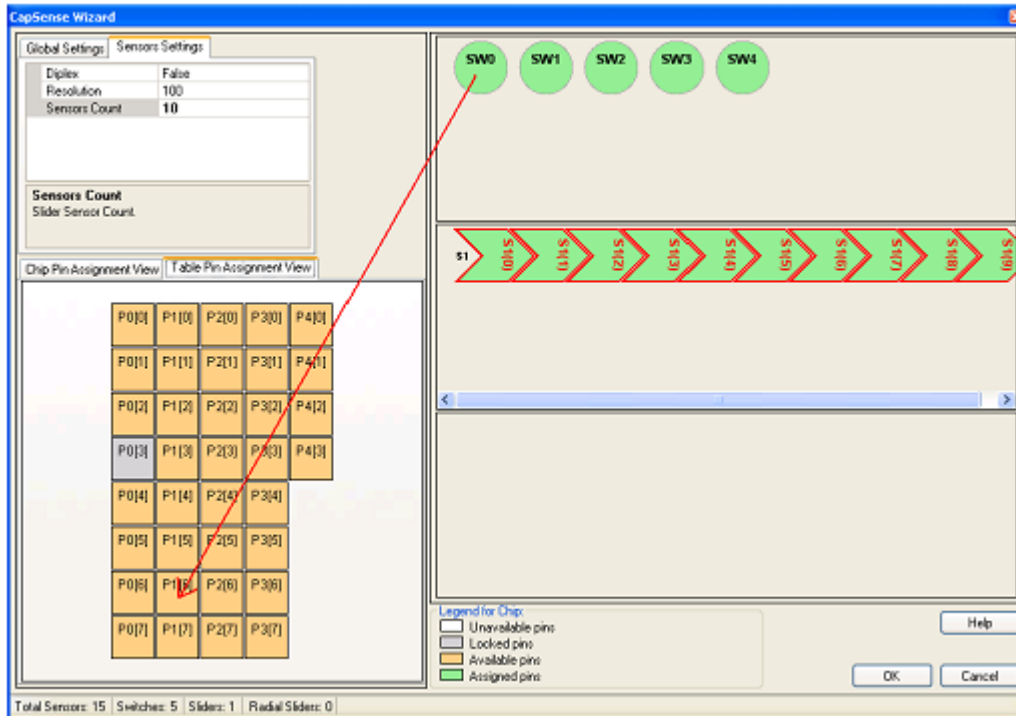 CapSense Wizard
Global Settings Sensors Settings
Diplex False
Resolution 100
Sensors Count 10
Sensors Count
Slider Sensor Count
Chip Pin Assignment View Table Pin Assignment View
P0[0] P1[0] P2[0] P3[0] P4[0]
P0[1] P1[1] P2[1] P3[1] P4[1]
P0[2] P1[2] P2[2] P3[2] P4[2]
P0[3] P1[3] P2[3] P3[3] P4[3]
P0[4] P1[4] P2[4] P3[4]
P0[5] P1[5] P2[5] P3[5]
P0[6] P1[6] P2[6] P3[6]
P0[7] P1[7] P2[7] P3[7]
SW0 SW1 SW2 SW3 SW4
S1 S1(0) S1(1) S1(2) S1(3) S1(4) S1(5) S1(6) S1(7) S1(8) S1(9)
Legend for Chip:
Unavailable pins
Locked pins
Available pins
Assigned pins
Help
OK Cancel
Total Sensors: 15 Switches: 5 Sliders: 1 Radial Sliders: 0